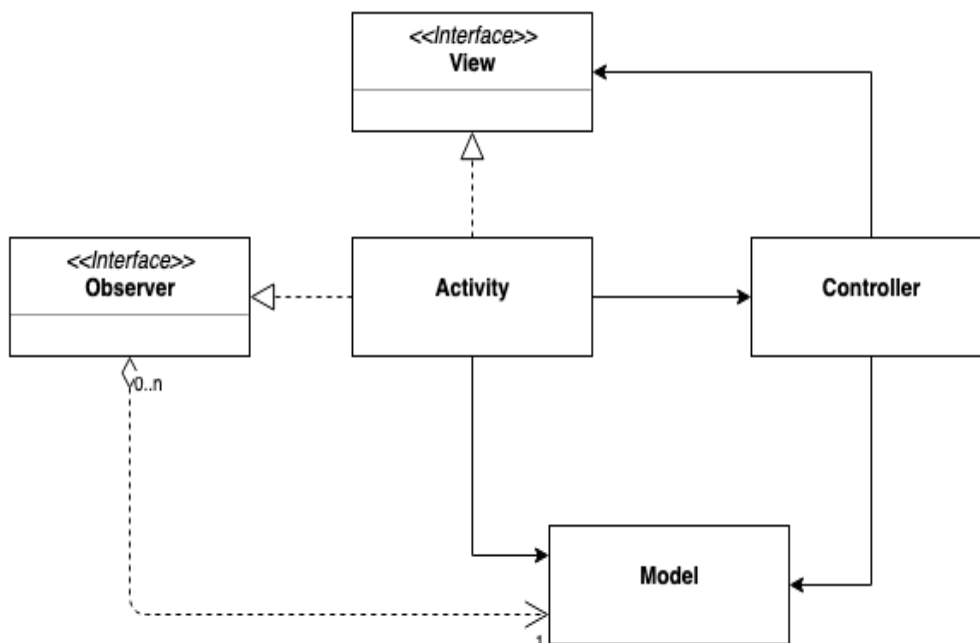 <<Interface>>
View
<<Interface>>
Observer
Activity
Controller
0..n
Model
1